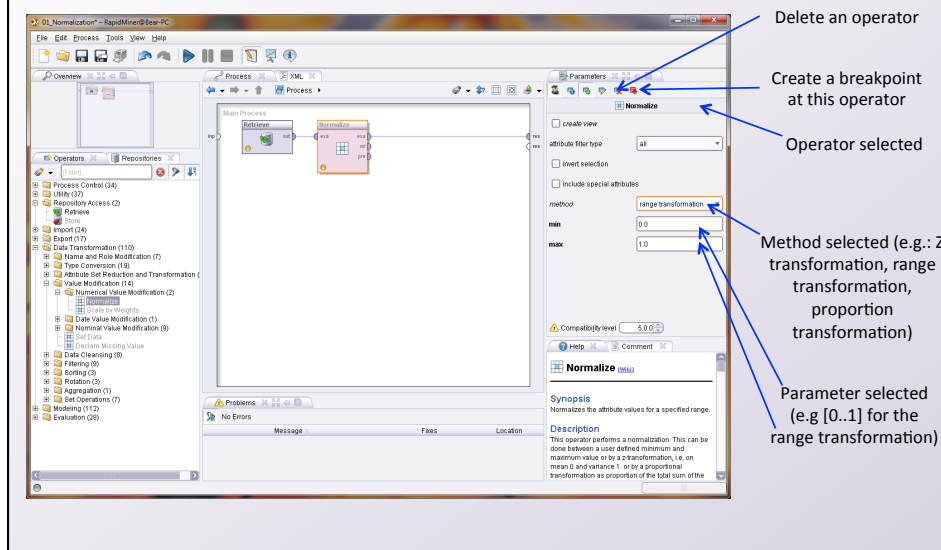 01_Normalization* – RapidMiner@Bear-PC
File Edit Process Tools View Help
Overview
Process
XML
Parameters
Process
Normalize
Main Process
Retrieve
Normalize
inp
out
exa
exa
ori
pre
res
res
create view
attribute filter type
all
invert selection
include special attributes
method
range transformation
min
0.0
max
1.0
Compatibility level
5.0.0
Operators
Repositories
[Filter]
Process Control (34)
Utility (37)
Repository Access (2)
Retrieve
Store
Import (24)
Export (17)
Data Transformation (110)
Name and Role Modification (7)
Type Conversion (19)
Attribute Set Reduction and Transformation (
Value Modification (14)
Numerical Value Modification (2)
Normalize
Scale by Weights
Date Value Modification (1)
Nominal Value Modification (9)
Set Data
Declare Missing Value
Data Cleansing (8)
Filtering (9)
Sorting (3)
Rotation (3)
Aggregation (1)
Set Operations (7)
Modeling (112)
Evaluation (28)
Problems
No Errors
Message
Fixes
Location
Help
Comment
Normalize (Wiki)
Synopsis
Normalizes the attribute values for a specified range.
Description
This operator performs a normalization. This can be
done between a user defined minimum and
maximum value or by a z-transformation, i.e. on
mean 0 and variance 1. or by a proportional
transformation as proportion of the total sum of the
Delete an operator
Create a breakpoint
at this operator
Operator selected
Method selected (e.g.: Z
transformation, range
transformation,
proportion
transformation)
Parameter selected
(e.g [0..1] for the
range transformation)